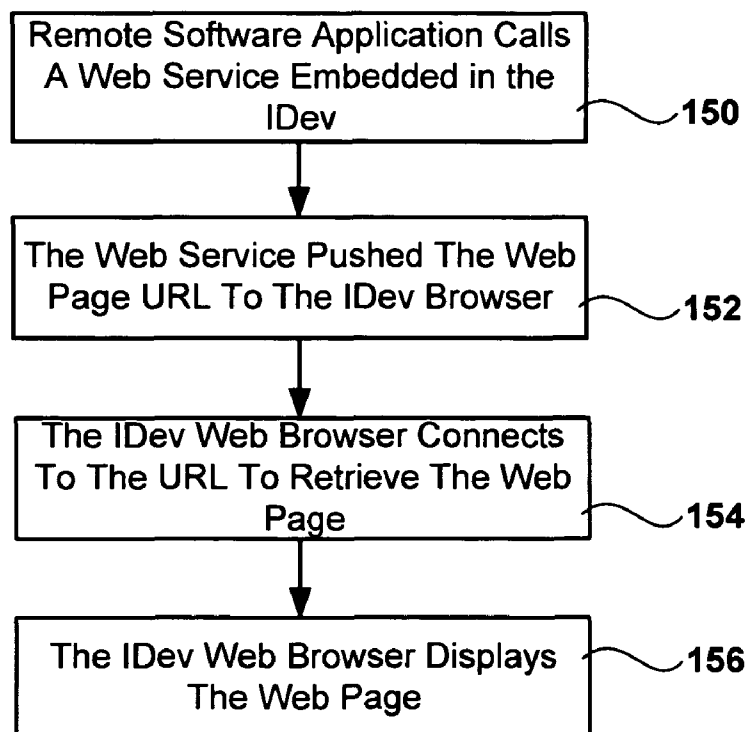 Remote Software Application Calls
A Web Service Embedded in the
IDev
150
The Web Service Pushed The Web
Page URL To The IDev Browser
152
The IDev Web Browser Connects
To The URL To Retrieve The Web
Page
154
The IDev Web Browser Displays
The Web Page
156